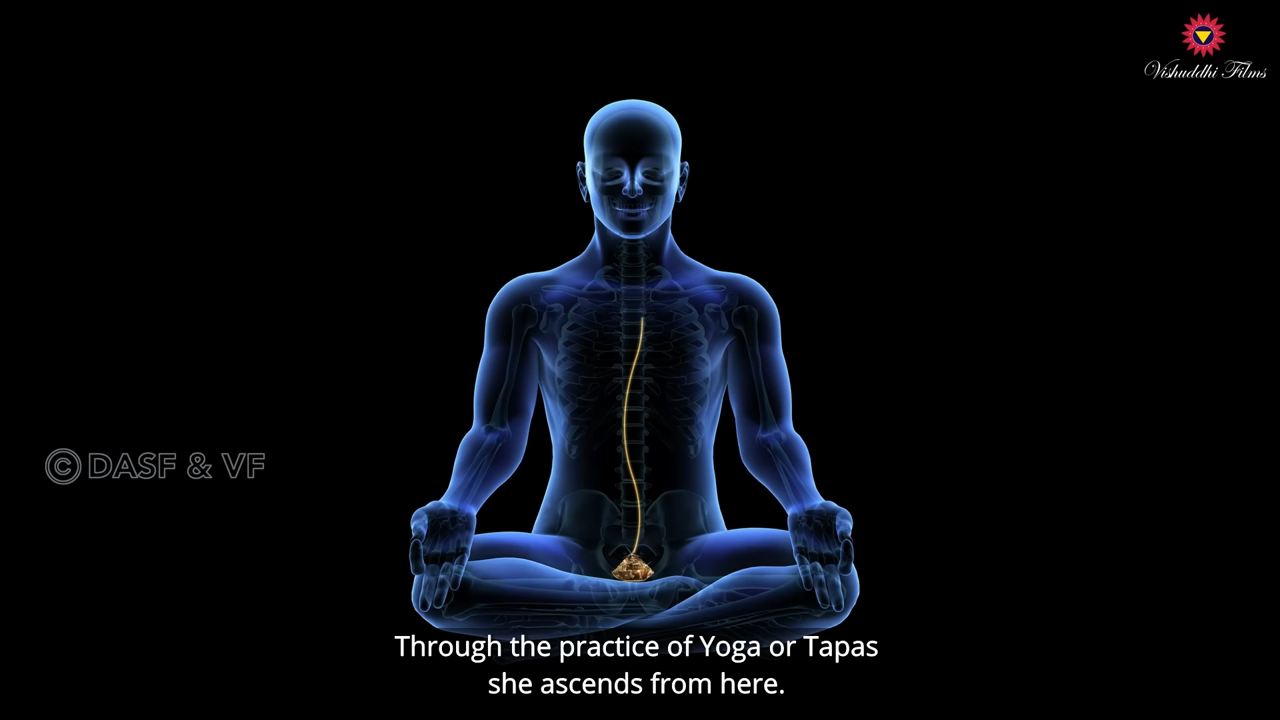 Vishuddhi Films
© DASF & VF
Through the practice of Yoga or Tapas
she ascends from here.